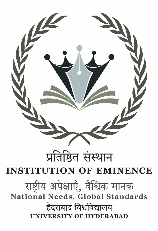 प्रतिष्ठित संस्थान
INSTITUTION OF EMINENCE
राष्ट्रीय अपेक्षाएँ, वैश्विक मानक
National Needs, Global Standards
हैदराबाद विश्वविद्यालय
UNIVERSITY OF HYDERABAD